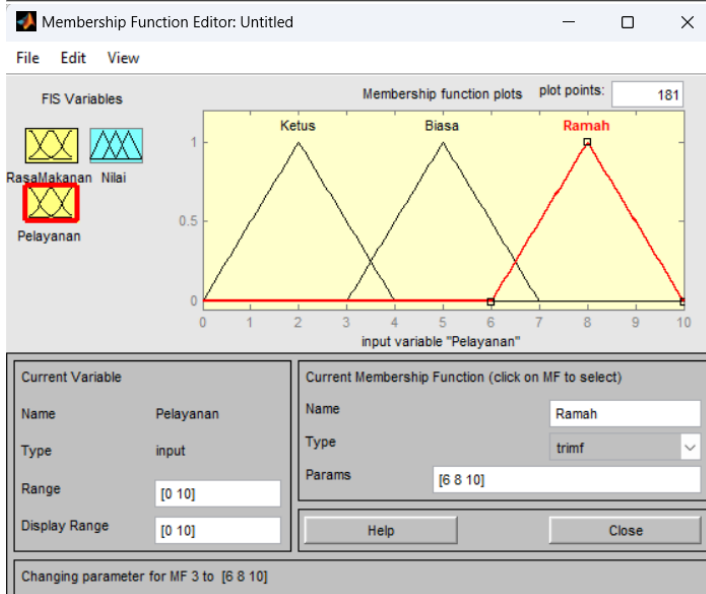 Membership Function Editor: Untitled
File Edit View
FIS Variables
RasaMakanan Nilai
Pelayanan
Membership function plots plot points: 181
Ketus Biasa Ramah
1
0.5
0
0 1 2 3 4 5 6 7 8 9 10
input variable "Pelayanan"
Current Variable
Name Pelayanan
Type input
Range [0 10]
Display Range [0 10]
Current Membership Function (click on MF to select)
Name Ramah
Type trimf
Params [6 8 10]
Help Close
Changing parameter for MF 3 to [6 8 10]